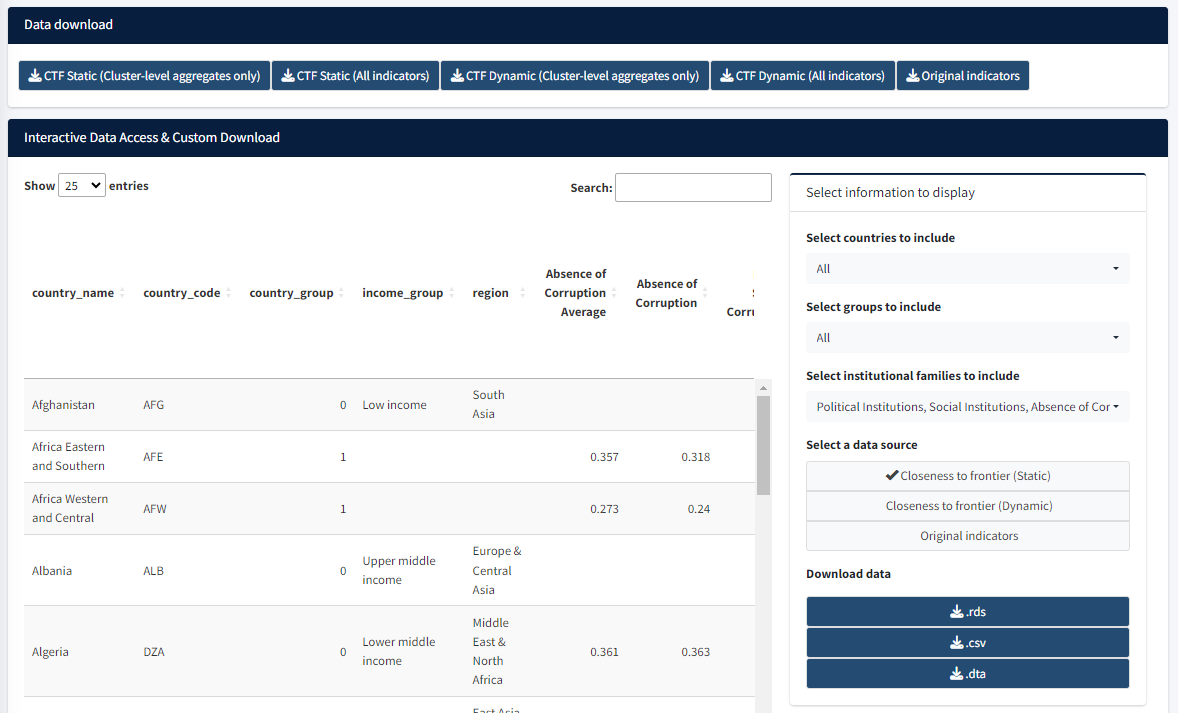 Data download
CTF Static (Cluster-level aggregates only) CTF Static (All indicators) CTF Dynamic (Cluster-level aggregates only) CTF Dynamic (All indicators) Original indicators
Interactive Data Access & Custom Download
Show 25 entries
Search:
country_name country_code country_group income_group region
Absence of
Corruption
Average
Absence of
Corruption
Afghanistan AFG 0 Low income South
Asia
Africa Eastern
and Southern AFE 1 0.357 0.318
Africa Western
and Central AFW 1 0.273 0.24
Albania ALB 0 Upper middle
income
Europe &
Central
Asia
Algeria DZA 0 Lower middle
income
Middle
East &
North
Africa
0.361 0.363
East Asia
Select information to display
Select countries to include
All
Select groups to include
All
Select institutional families to include
Political Institutions, Social Institutions, Absence of Cor
Select a data source
Closeness to frontier (Static)
Closeness to frontier (Dynamic)
Original indicators
Download data
.rds
.csv
.dta